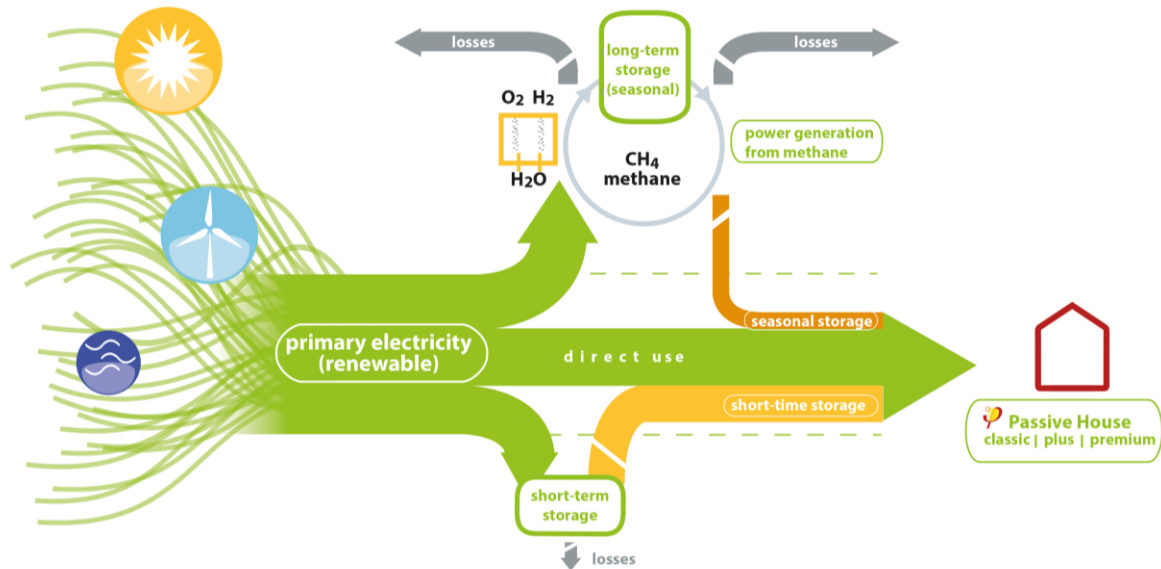 losses
long-term
storage
(seasonal)
losses
O2 H2
H2O
CH4
methane
power generation
from methane
seasonal storage
primary electricity
(renewable)
direct use
short-time storage
Passive House
classic | plus | premium
short-term
storage
losses